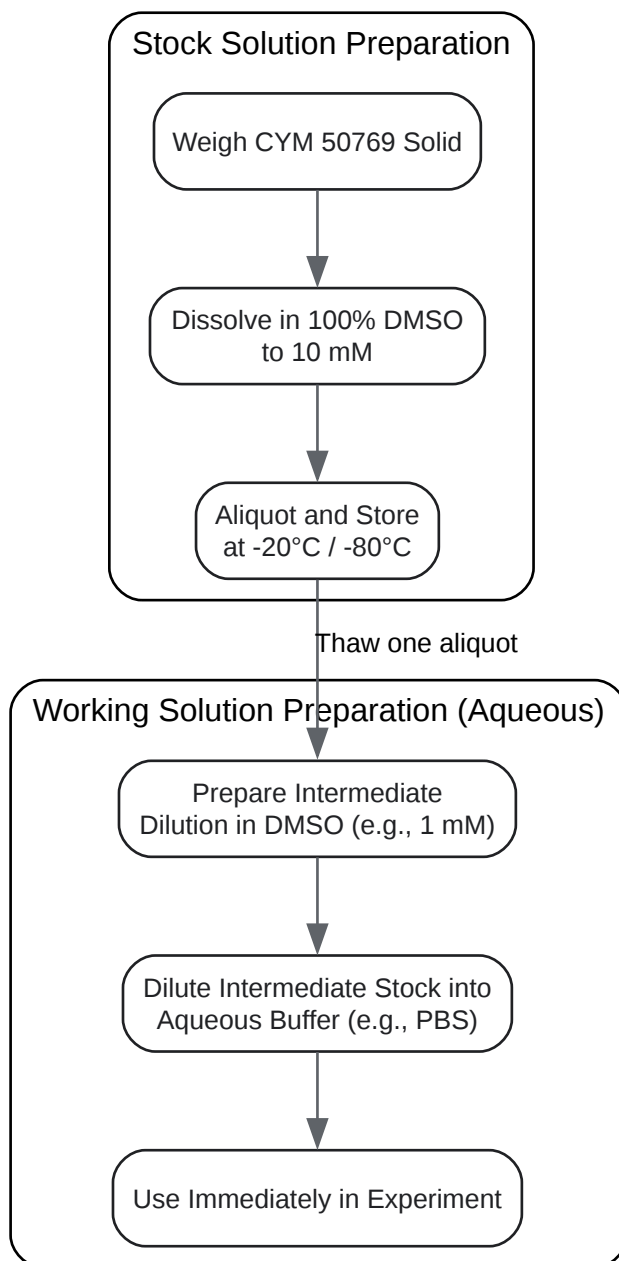 Stock Solution Preparation
Weigh CYM 50769 Solid
Dissolve in 100% DMSO
to 10 mM
Aliquot and Store
at -20°C / -80°C
Thaw one aliquot
Working Solution Preparation (Aqueous)
Prepare Intermediate
Dilution in DMSO (e.g., 1 mM)
Dilute Intermediate Stock into
Aqueous Buffer (e.g., PBS)
Use Immediately in Experiment